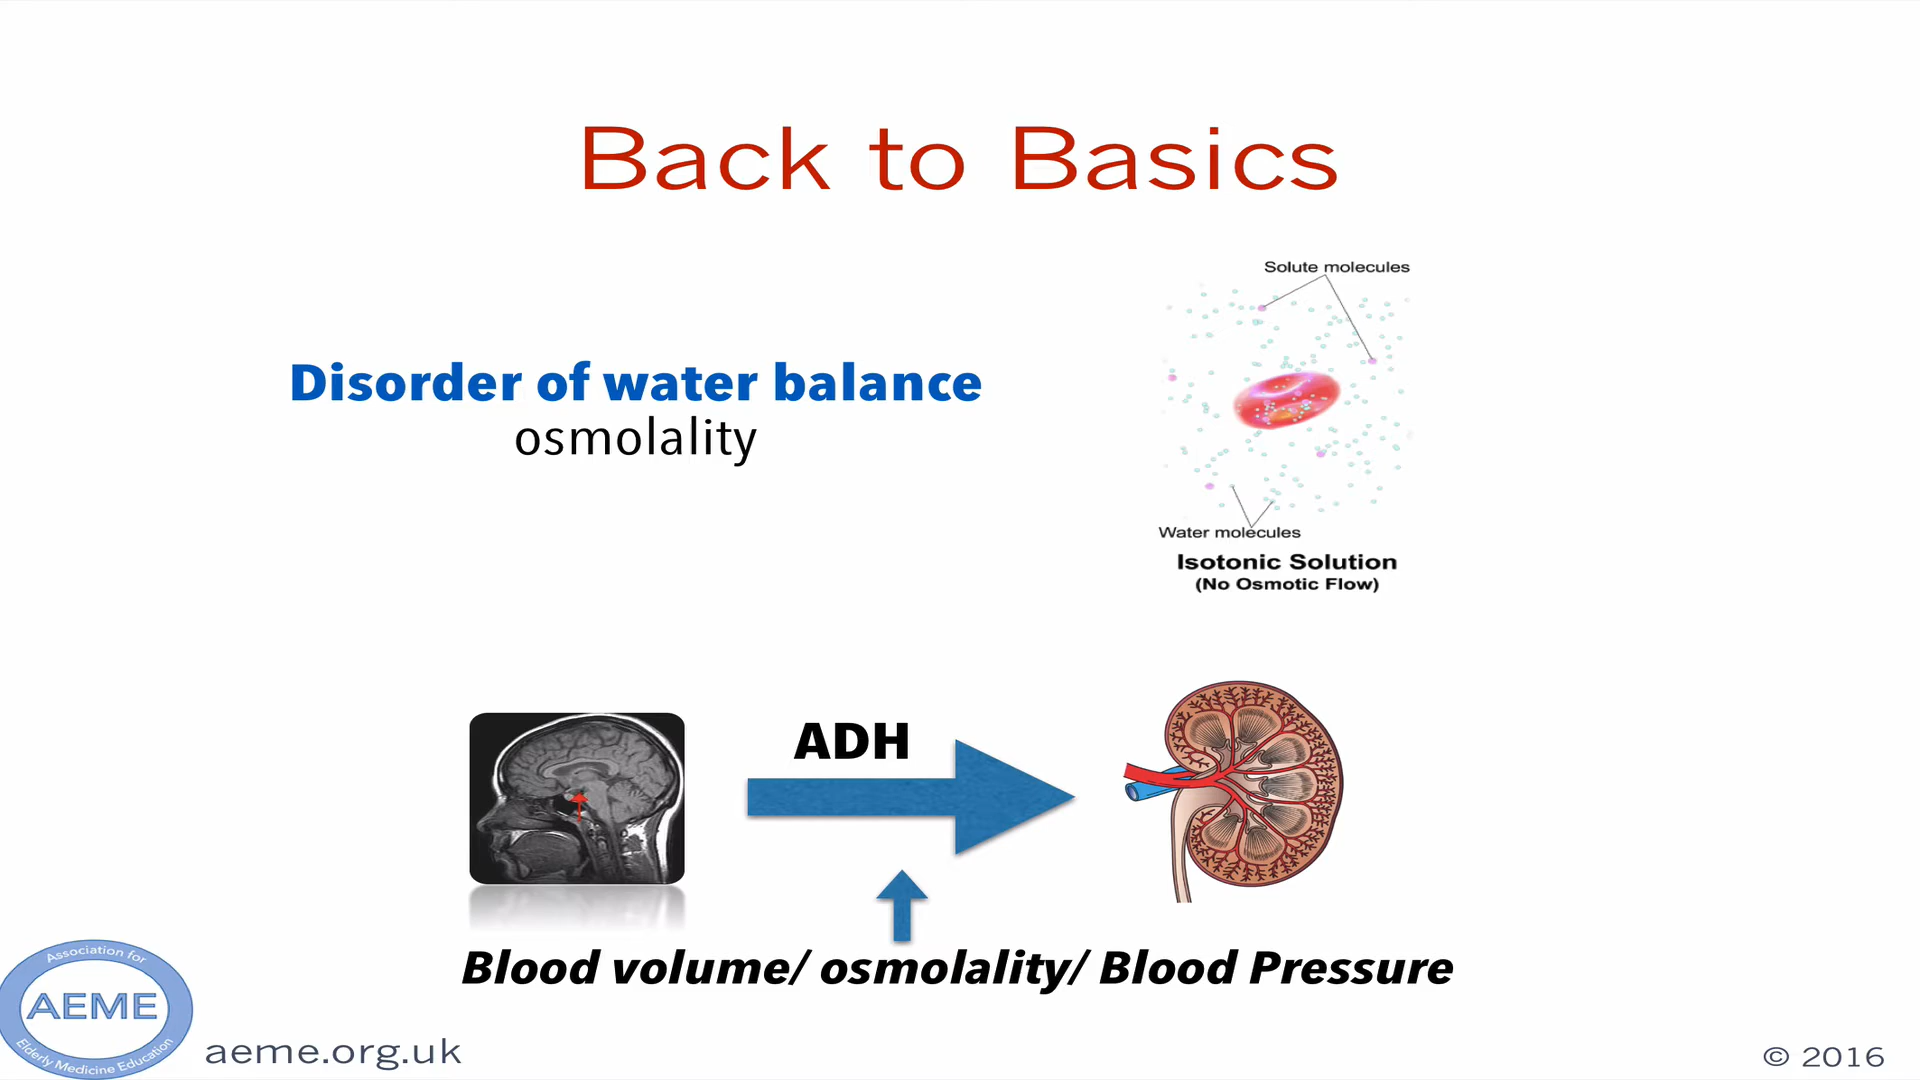 Back to Basics
Solute molecules
Disorder of water balance
osmolality
Water molecules
Isotonic Solution
(No Osmotic Flow)
ADH
Blood volume/ osmolality/ Blood Pressure
Association for
AEME
Elderly Medicine Education
aeme.org.uk
© 2016